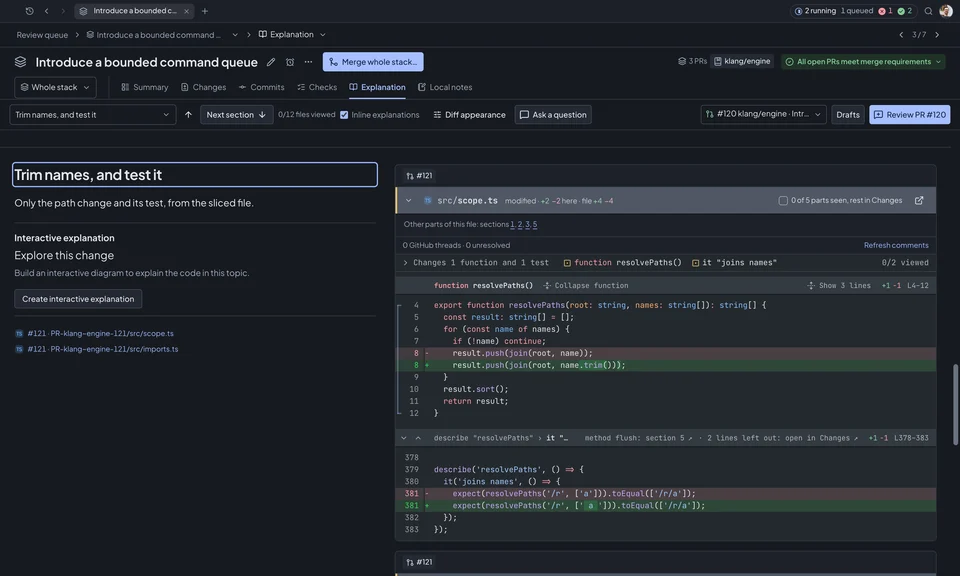 Introduce a bounded c...
2 running 1 queued 1 2
Review queue Introduce a bounded command ... Explanation 3/7
Introduce a bounded command queue ... Merge whole stack... 3 PRs klang/engine All open PRs meet merge requirements
Whole stack Summary Changes Commits Checks Explanation Local notes
Trim names, and test it Next section ↓ 0/12 files viewed Inline explanations Diff appearance Ask a question #120 klang/engine · Intr... Drafts Review PR #120
Trim names, and test it
Only the path change and its test, from the sliced file.
Interactive explanation
Explore this change
Build an interactive diagram to explain the code in this topic.
Create interactive explanation
TS #121 · PR-klang-engine-121/src/scope.ts
TS #121 · PR-klang-engine-121/src/imports.ts
#121
TS src/scope.ts modified · +2 −2 here · file +4 −4 0 of 5 parts seen, rest in Changes
Other parts of this file: sections 1, 2, 3, 5
0 GitHub threads · 0 unresolved Refresh comments
Changes 1 function and 1 test function resolvePaths() it "joins names" 0/2 viewed
function resolvePaths() Collapse function Show 3 lines +1 -1 L4–12
4 export function resolvePaths(root: string, names: string[]): string[] {
5 const result: string[] = [];
6 for (const name of names) {
7 if (!name) continue;
8 - result.push(join(root, name));
8 + result.push(join(root, name.trim()));
9 }
10 result.sort();
11 return result;
12 }
describe "resolvePaths" › it "… method flush: section 5 ↗ · 2 lines left out: open in Changes ↗ +1 -1 L378–383
378
379 describe('resolvePaths', () => {
380 it('joins names', () => {
381 - expect(resolvePaths('/r', ['a'])).toEqual(['/r/a']);
381 + expect(resolvePaths('/r', [' a '])).toEqual(['/r/a']);
382 });
383 });
#121